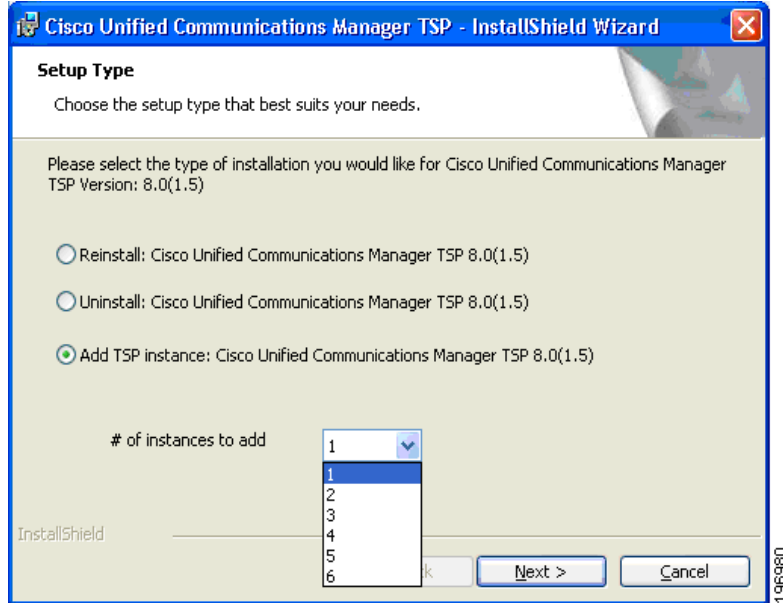 Cisco Unified Communications Manager TSP - InstallShield Wizard
Setup Type
Choose the setup type that best suits your needs.
Please select the type of installation you would like for Cisco Unified Communications Manager
TSP Version: 8.0(1.5)
Reinstall: Cisco Unified Communications Manager TSP 8.0(1.5)
Uninstall: Cisco Unified Communications Manager TSP 8.0(1.5)
Add TSP instance: Cisco Unified Communications Manager TSP 8.0(1.5)
# of instances to add
1
1
2
3
4
5
6
InstallShield
Next >
Cancel
196980